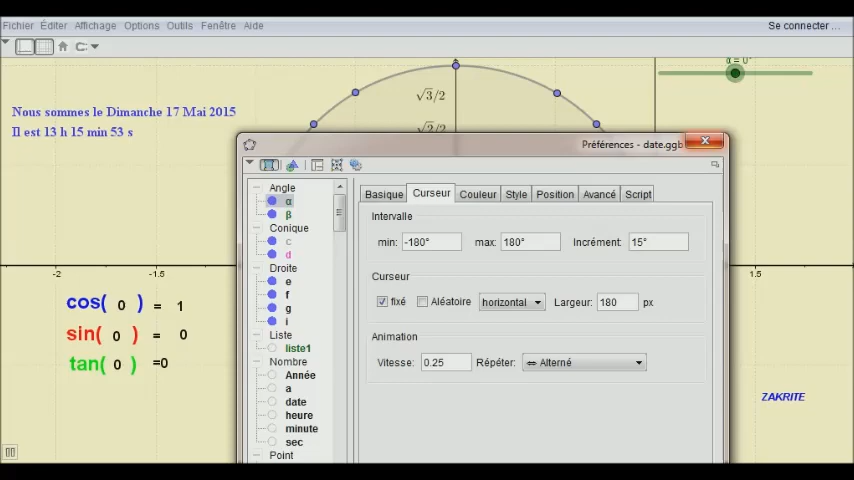 Fichier Éditer Affichage Options Outils Fenêtre Aide
Se connecter ...
α = 0°
Nous sommes le Dimanche 17 Mai 2015
Il est 13 h 15 min 53 s
√3/2
√2/2
Préférences - date.ggb
Angle
α
β
Conique
c
d
Droite
e
f
g
i
Liste
liste1
Nombre
Année
a
date
heure
minute
sec
Point
Basique Curseur Couleur Style Position Avancé Script
Intervalle
min: -180° max: 180° Incrément: 15°
Curseur
fixé Aléatoire horizontal Largeur: 180 px
Animation
Vitesse: 0.25 Répéter: ⇔ Alterné
-2 -1.5 1.5
cos( 0 ) = 1
sin( 0 ) = 0
tan( 0 ) =0
ZAKRITE